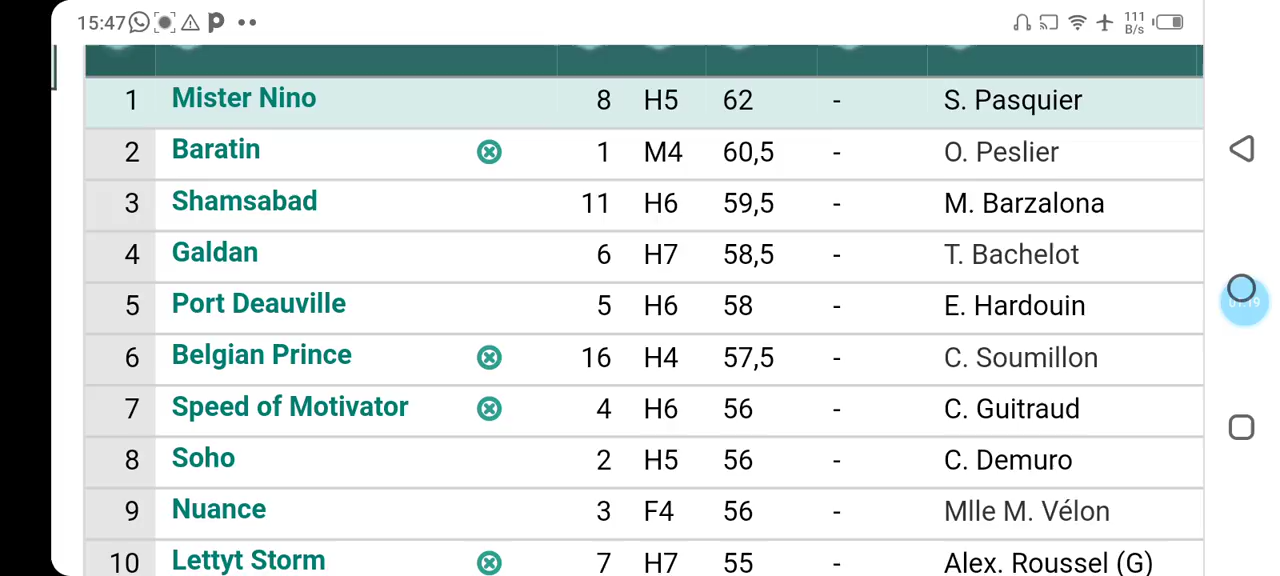 15:47 111 B/s
1 Mister Nino 8 H5 62 - S. Pasquier
2 Baratin 1 M4 60,5 - O. Peslier
3 Shamsabad 11 H6 59,5 - M. Barzalona
4 Galdan 6 H7 58,5 - T. Bachelot
5 Port Deauville 5 H6 58 - E. Hardouin
6 Belgian Prince 16 H4 57,5 - C. Soumillon
7 Speed of Motivator 4 H6 56 - C. Guitraud
8 Soho 2 H5 56 - C. Demuro
9 Nuance 3 F4 56 - Mlle M. Vélon
10 Lettyt Storm 7 H7 55 - Alex. Roussel (G)